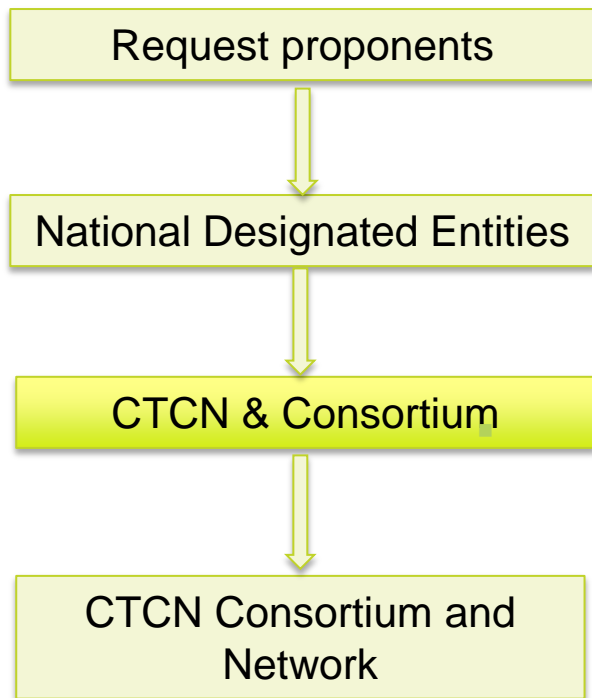 Request proponents
National Designated Entities
CTCN & Consortium
CTCN Consortium and
Network